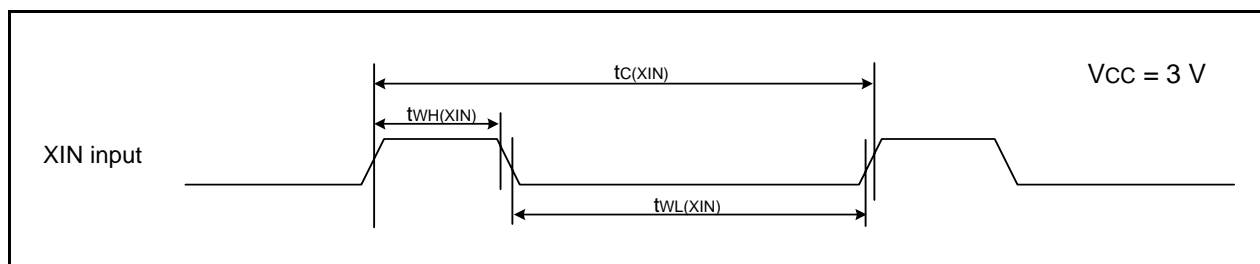 tC(XIN)
VCC = 3 V
tWH(XIN)
XIN input
tWL(XIN)